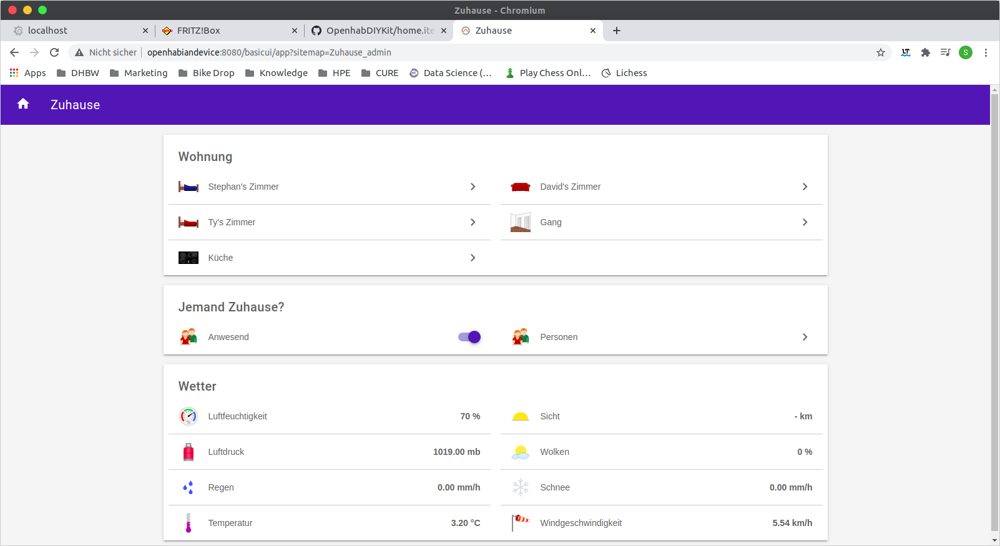 Zuhause - Chromium
localhost FRITZ!Box OpenhabDIYKit/home.ite Zuhause
Nicht sicher openhabiandevice:8080/basicui/app?sitemap=Zuhause_admin LT S
Apps DHBW Marketing Bike Drop Knowledge HPE CURE Data Science (... Play Chess Onl... Lichess
Zuhause
Wohnung
Stephan's Zimmer David's Zimmer
Ty's Zimmer Gang
Küche
Jemand Zuhause?
Anwesend Personen
Wetter
Luftfeuchtigkeit 70 % Sicht - km
Luftdruck 1019.00 mb Wolken 0 %
Regen 0.00 mm/h Schnee 0.00 mm/h
Temperatur 3.20 °C Windgeschwindigkeit 5.54 km/h